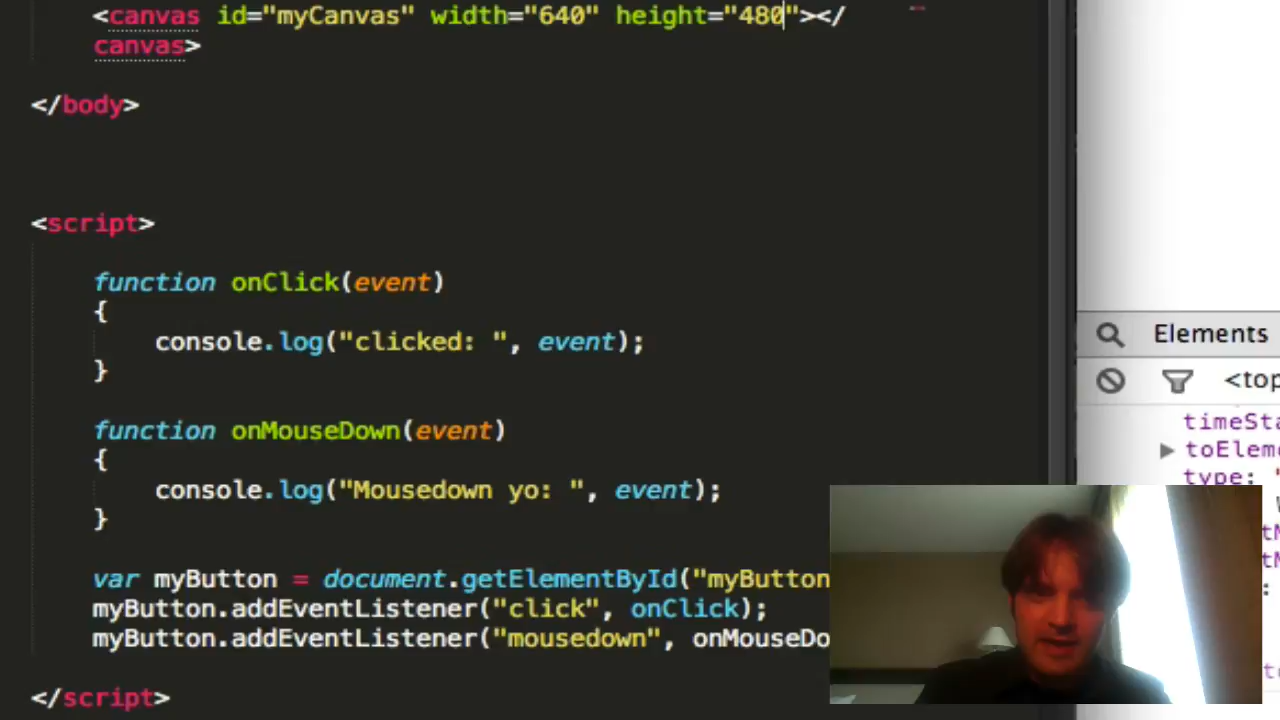 <canvas id="myCanvas" width="640" height="480"></
canvas>
</body>
<script>
function onClick(event)
{
console.log("clicked: ", event);
}
function onMouseDown(event)
{
console.log("Mousedown yo: ", event);
}
var myButton = document.getElementById("myButton
myButton.addEventListener("click", onClick);
myButton.addEventListener("mousedown", onMouseDo
</script>
Elements
<top
timeSta
toEleme
type: "